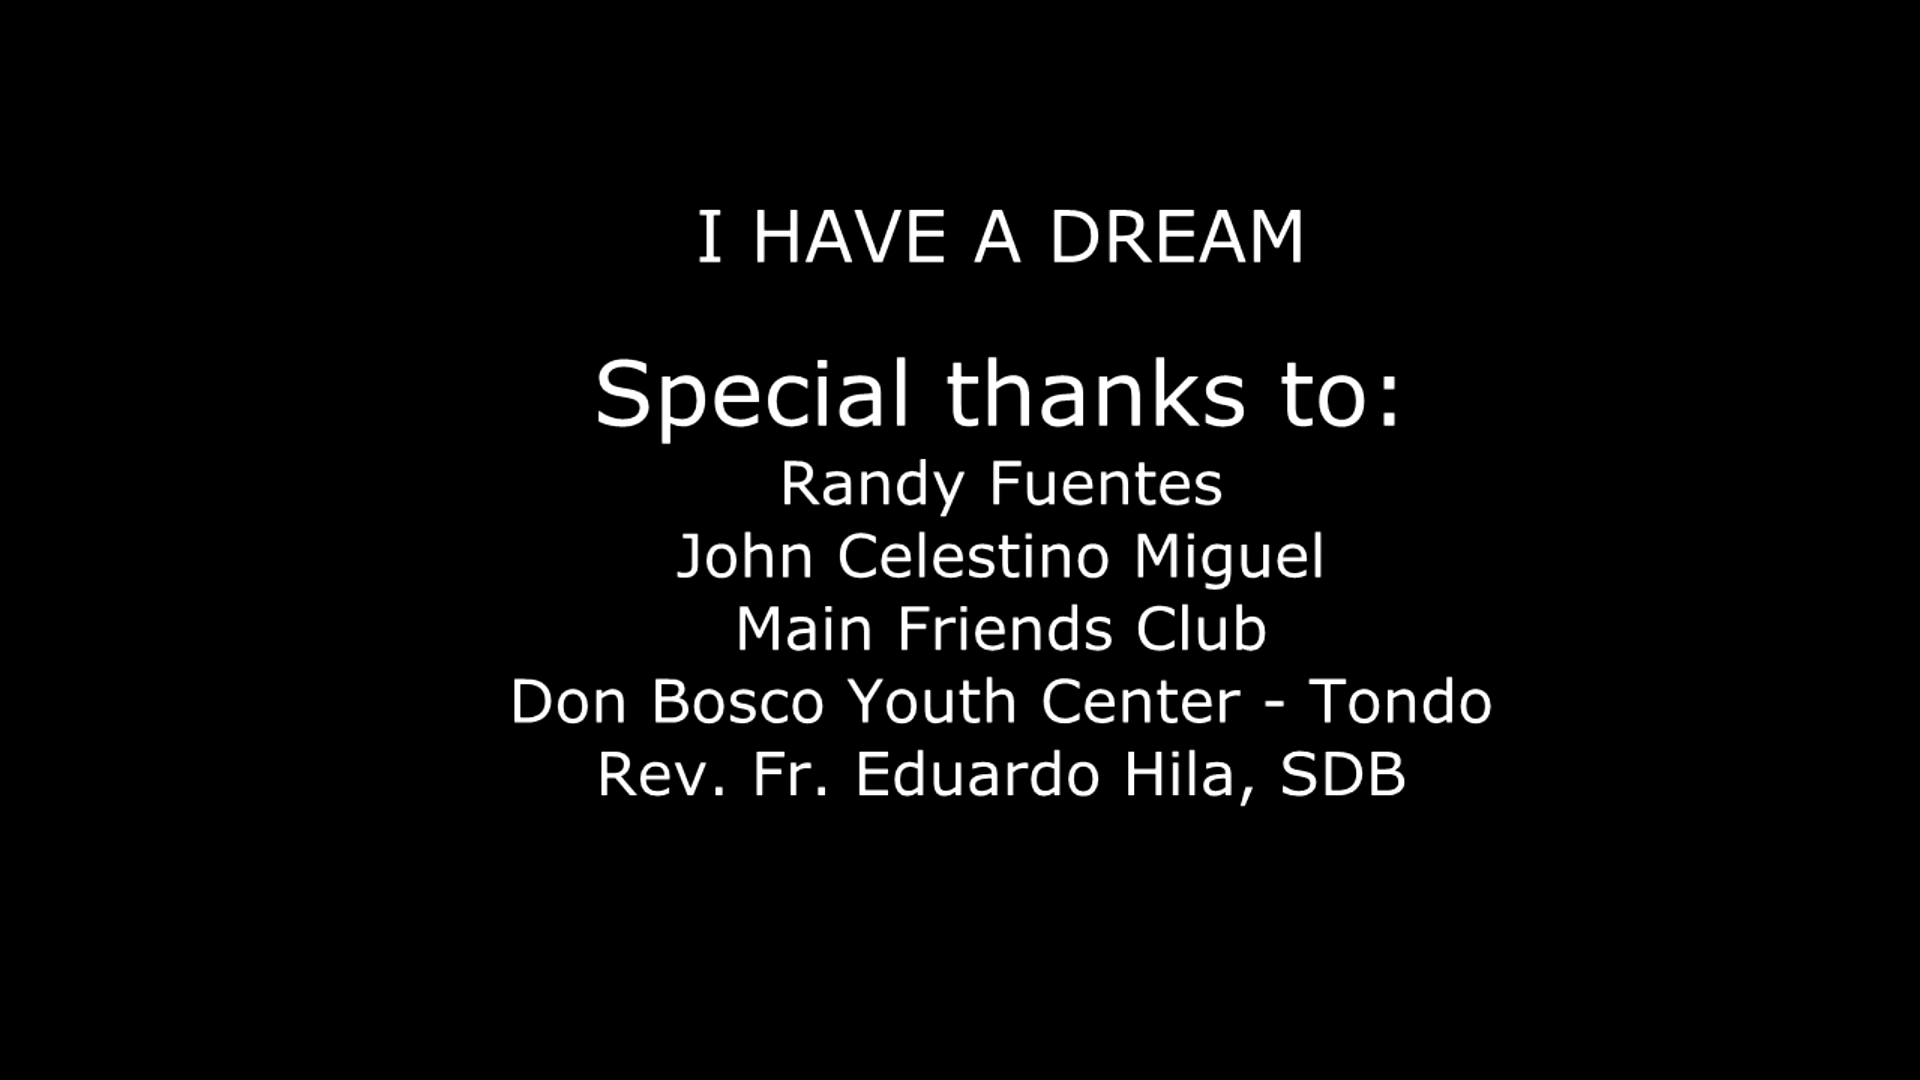 I HAVE A DREAM
Special thanks to:
Randy Fuentes
John Celestino Miguel
Main Friends Club
Don Bosco Youth Center - Tondo
Rev. Fr. Eduardo Hila, SDB